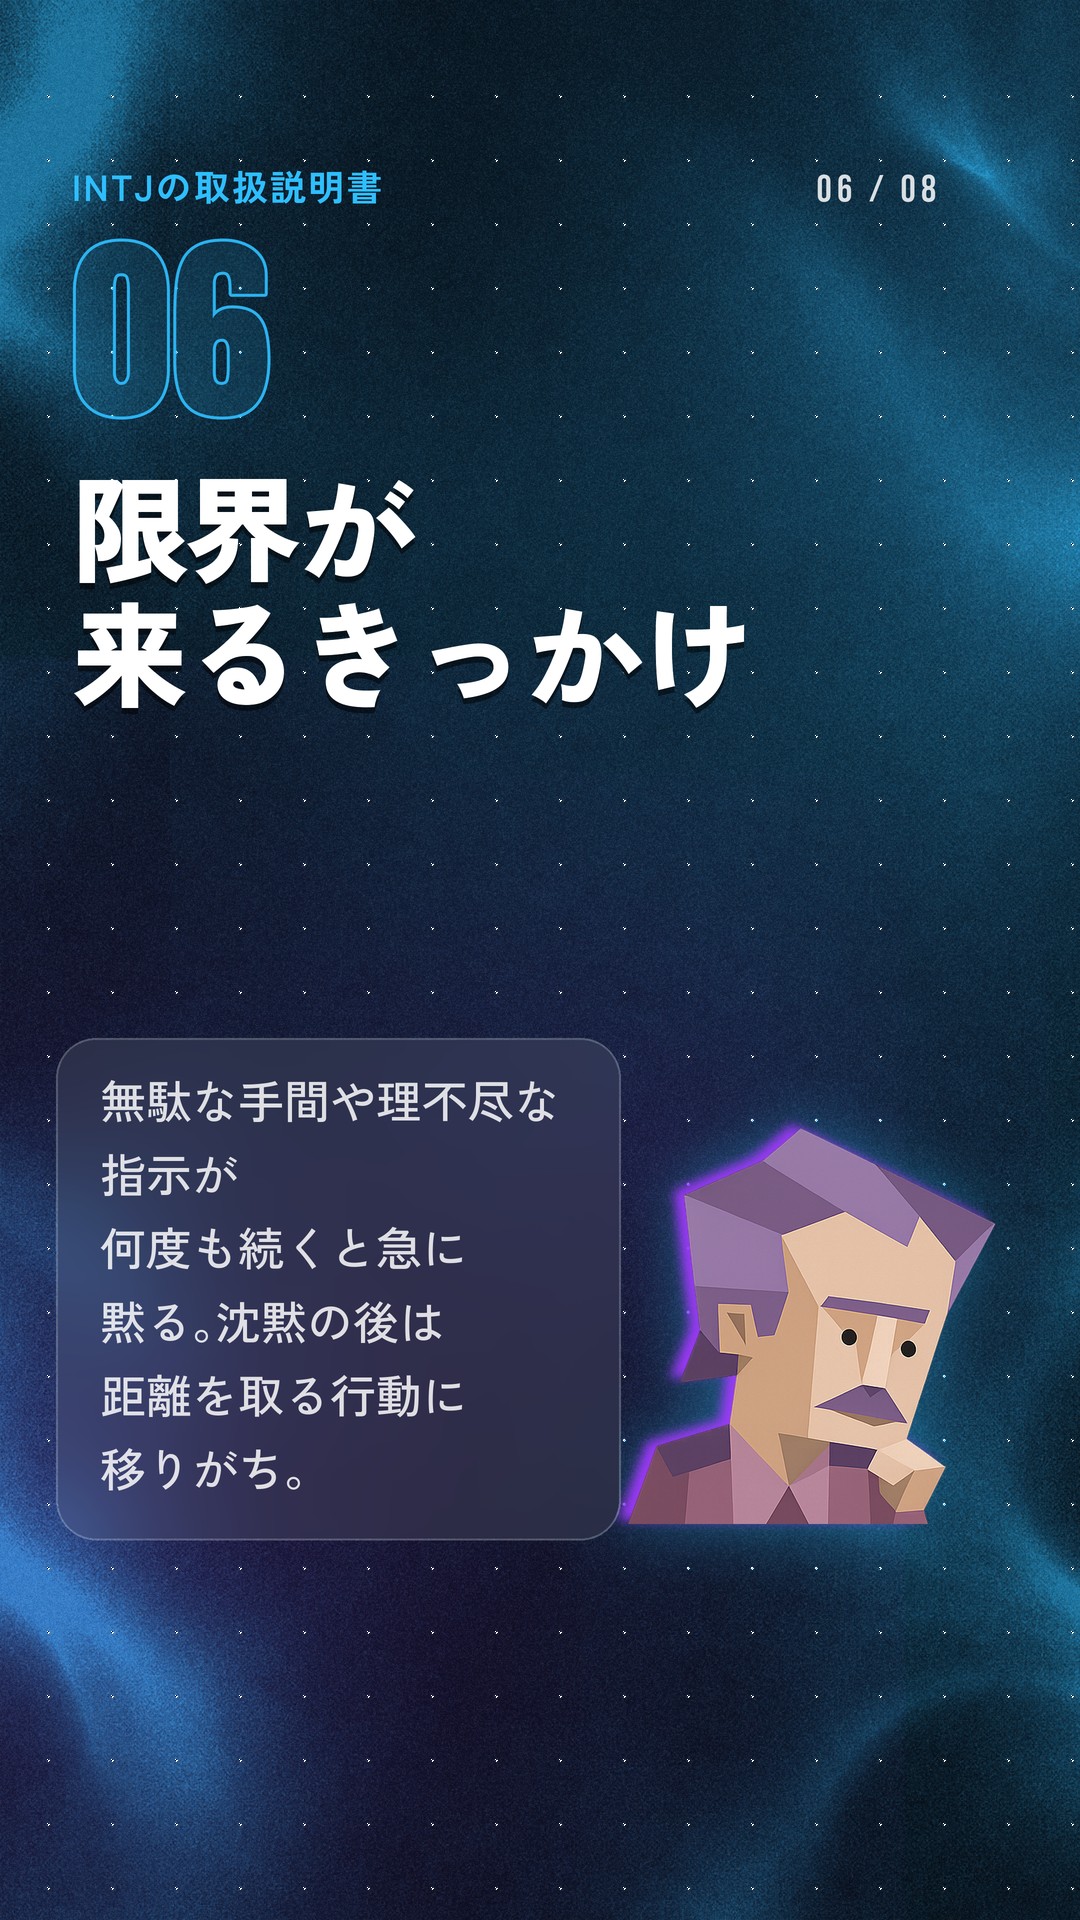 INTJの取扱説明書
06 / 08
06
限界が
来るきっかけ
無駄な手間や理不尽な
指示が
何度も続くと急に
黙る。沈黙の後は
距離を取る行動に
移りがち。